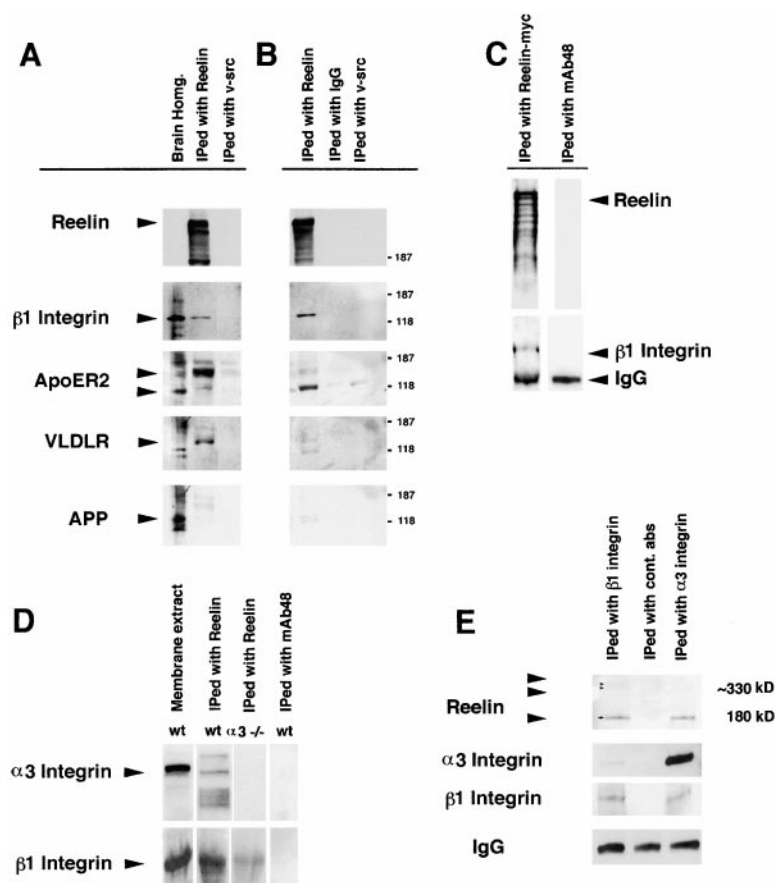 A
Brain Homg.
IPed with Reelin
IPed with v-src
B
IPed with Reelin
IPed with IgG
IPed with v-src
C
IPed with Reelin-myc
IPed with mAb48
Reelin
- 187
Reelin
β1 Integrin
- 187
- 118
β1 Integrin
IgG
ApoER2
187
- 118
VLDLR
187
- 118
APP
- 187
- 118
D
Membrane extract
IPed with Reelin
IPed with Reelin
IPed with mAb48
wt
wt
α3 -/-
wt
α3 Integrin
β1 Integrin
E
IPed with β1 integrin
IPed with cont. abs
IPed with α3 integrin
Reelin
~330 kD
180 kD
α3 Integrin
β1 Integrin
IgG